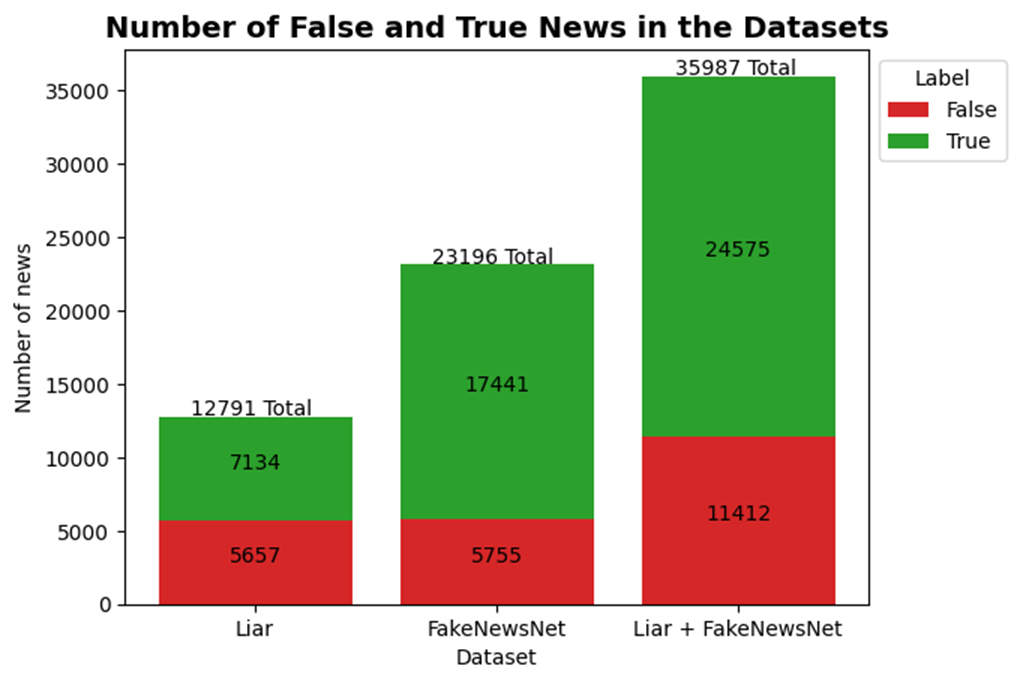 Number of False and True News in the Datasets
35987 Total
Label
False
True
35000
30000
25000
20000
15000
10000
5000
0
Number of news
24575
11412
23196 Total
17441
5755
12791 Total
7134
5657
Liar
FakeNewsNet
Liar + FakeNewsNet
Dataset